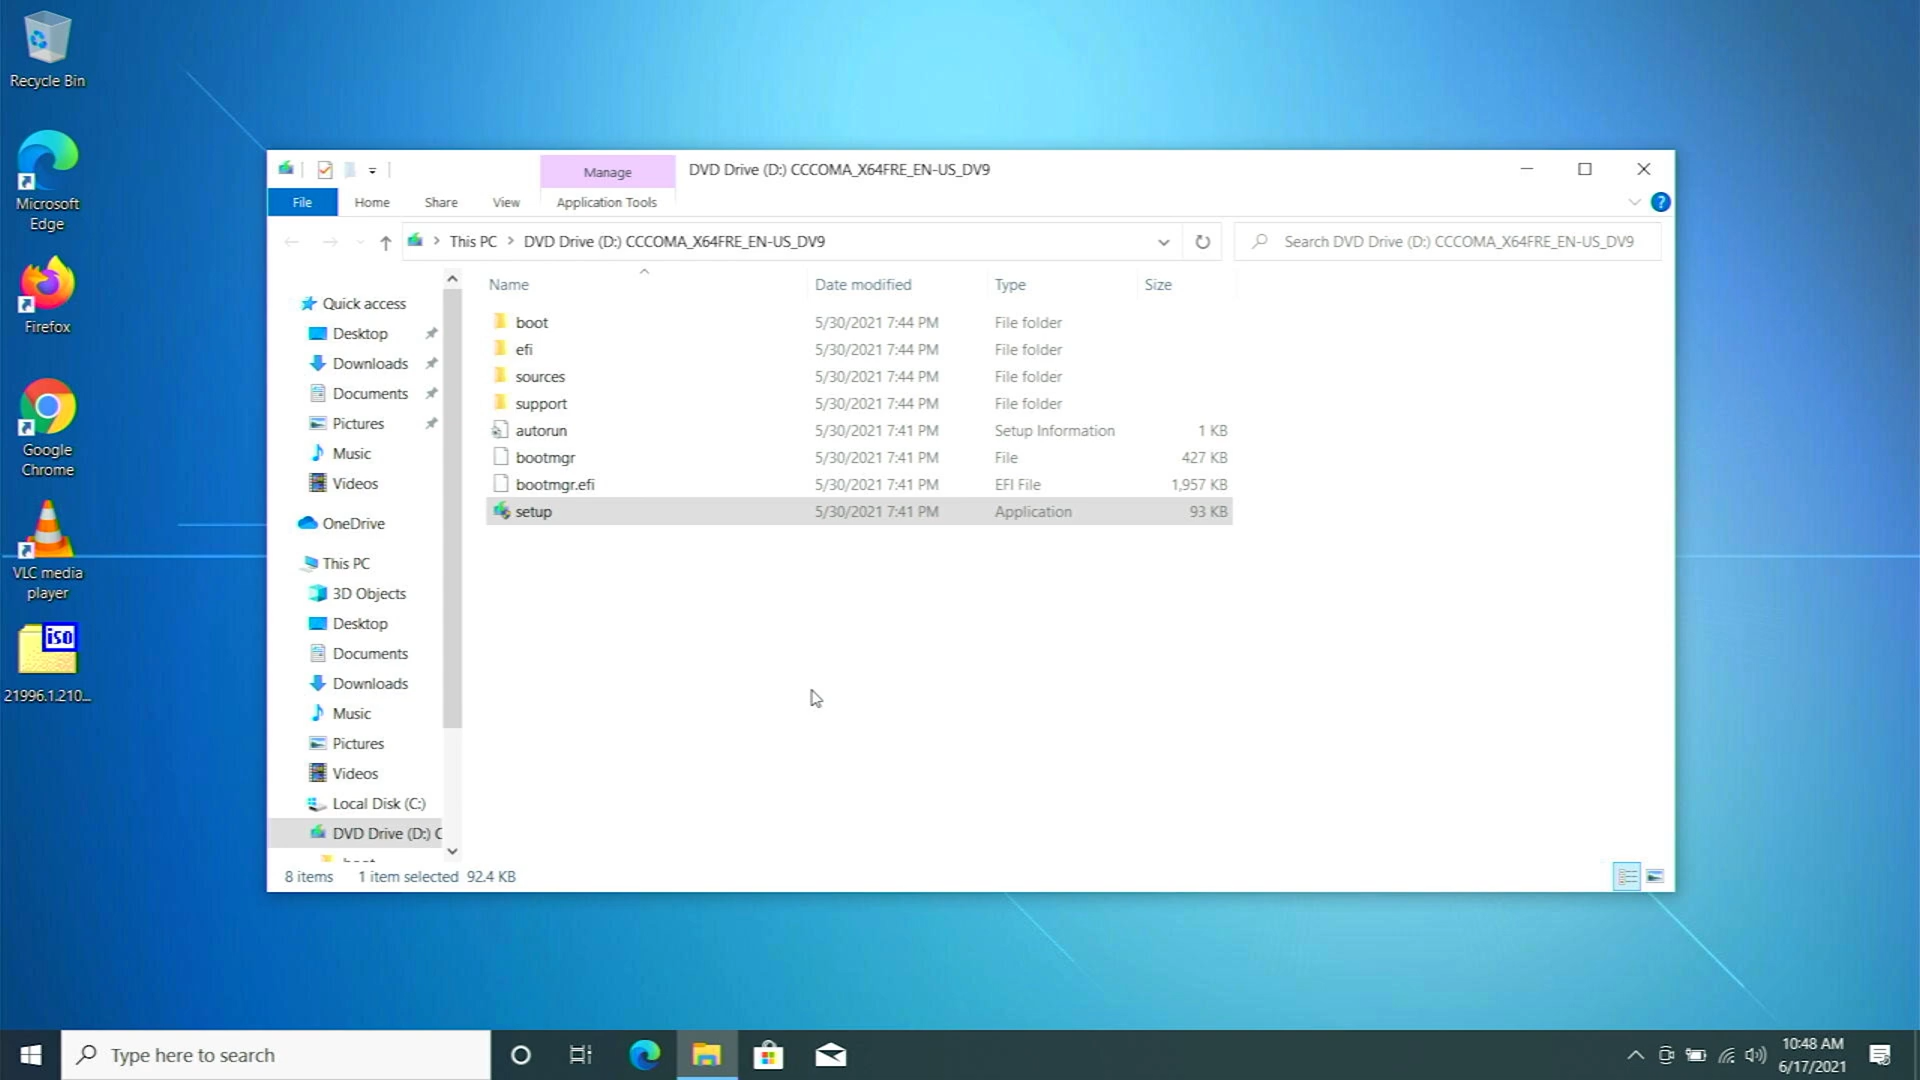 Recycle Bin
Microsoft
Edge
Firefox
Google
Chrome
VLC media
player
iso
21996.1.210...
Manage
DVD Drive (D:) CCCOMA_X64FRE_EN-US_DV9
File
Home
Share
View
Application Tools
?
This PC
DVD Drive (D:) CCCOMA_X64FRE_EN-US_DV9
Search DVD Drive (D:) CCCOMA_X64FRE_EN-US_DV9
Quick access
Desktop
Downloads
Documents
Pictures
Music
Videos
OneDrive
This PC
3D Objects
Desktop
Documents
Downloads
Music
Pictures
Videos
Local Disk (C:)
DVD Drive (D:) C
Name Date modified Type Size
boot 5/30/2021 7:44 PM File folder
efi 5/30/2021 7:44 PM File folder
sources 5/30/2021 7:44 PM File folder
support 5/30/2021 7:44 PM File folder
autorun 5/30/2021 7:41 PM Setup Information 1 KB
bootmgr 5/30/2021 7:41 PM File 427 KB
bootmgr.efi 5/30/2021 7:41 PM EFI File 1,957 KB
setup 5/30/2021 7:41 PM Application 93 KB
8 items 1 item selected 92.4 KB
Type here to search
10:48 AM
6/17/2021